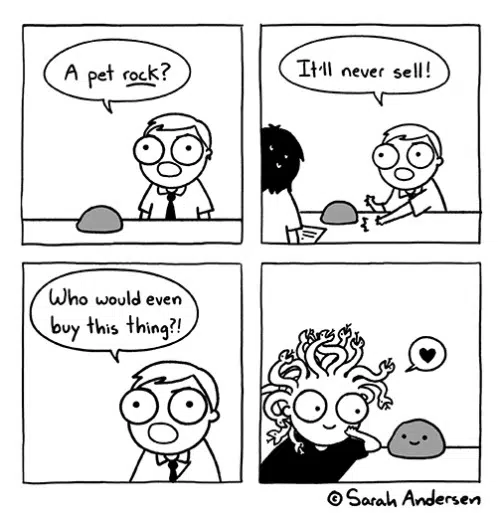 A pet rock?
It'll never sell!
Who would even
buy this thing?!
© Sarah Andersen